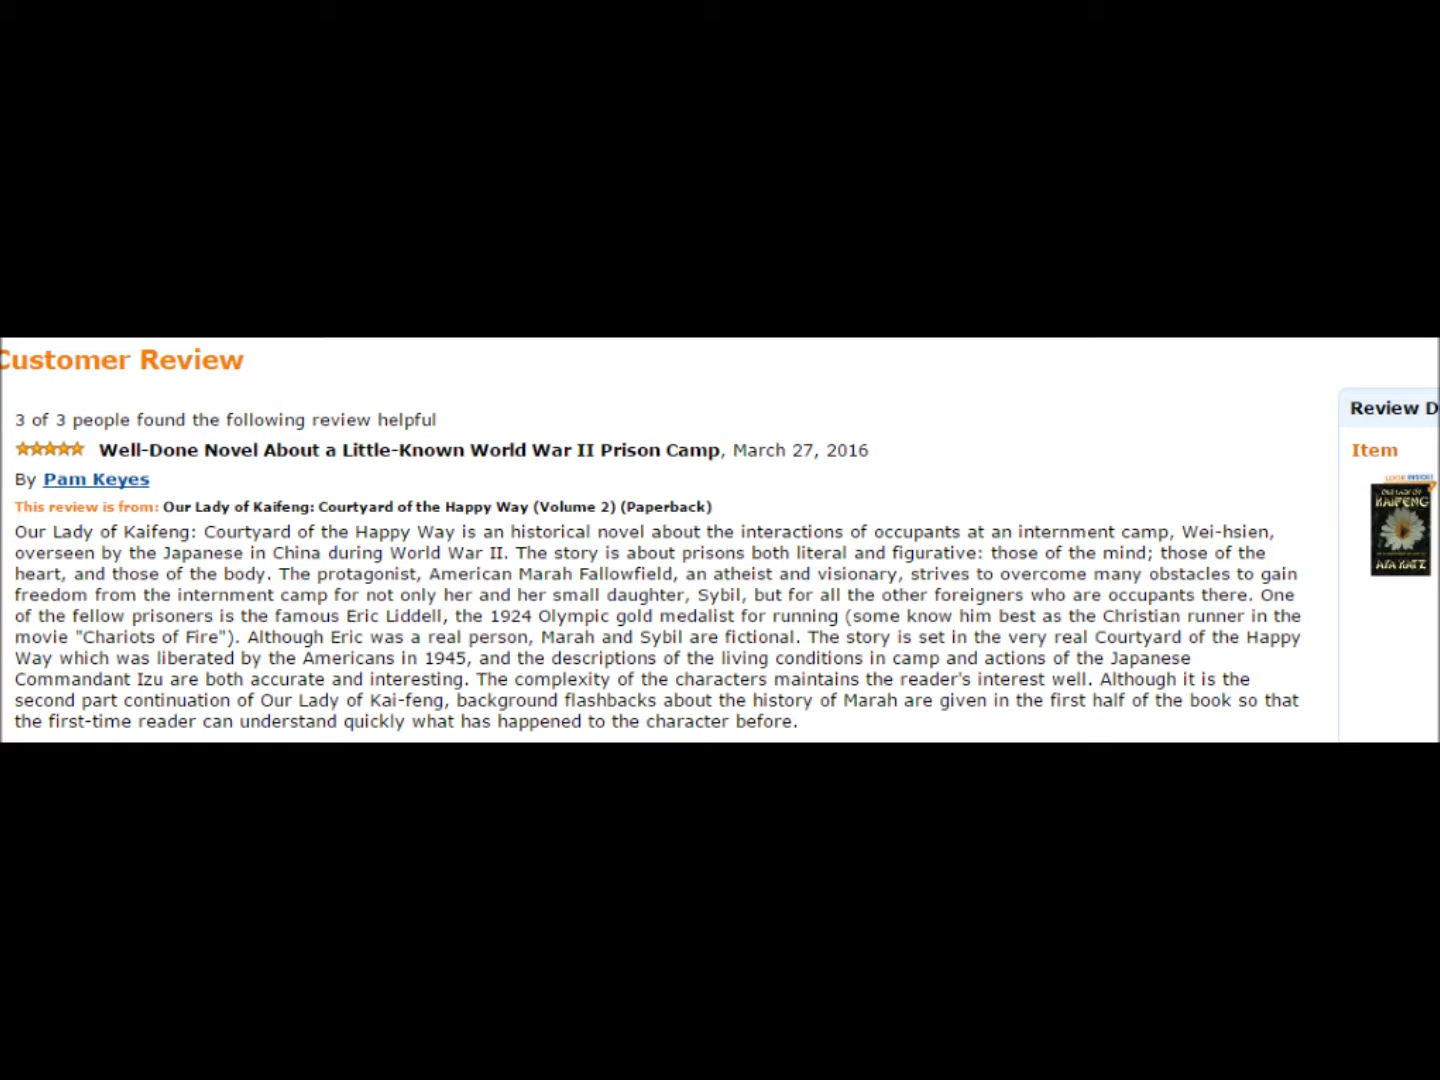 Customer Review
3 of 3 people found the following review helpful
Well-Done Novel About a Little-Known World War II Prison Camp, March 27, 2016
By Pam Keyes
This review is from: Our Lady of Kaifeng: Courtyard of the Happy Way (Volume 2) (Paperback)
Our Lady of Kaifeng: Courtyard of the Happy Way is an historical novel about the interactions of occupants at an internment camp, Wei-hsien,
overseen by the Japanese in China during World War II. The story is about prisons both literal and figurative: those of the mind; those of the
heart, and those of the body. The protagonist, American Marah Fallowfield, an atheist and visionary, strives to overcome many obstacles to gain
freedom from the internment camp for not only her and her small daughter, Sybil, but for all the other foreigners who are occupants there. One
of the fellow prisoners is the famous Eric Liddell, the 1924 Olympic gold medalist for running (some know him best as the Christian runner in the
movie "Chariots of Fire"). Although Eric was a real person, Marah and Sybil are fictional. The story is set in the very real Courtyard of the Happy
Way which was liberated by the Americans in 1945, and the descriptions of the living conditions in camp and actions of the Japanese
Commandant Izu are both accurate and interesting. The complexity of the characters maintains the reader's interest well. Although it is the
second part continuation of Our Lady of Kai-feng, background flashbacks about the history of Marah are given in the first half of the book so that
the first-time reader can understand quickly what has happened to the character before.
Review D
Item
LOOK INSIDE!
OUR LADY OF
KAIFENG
AYA KATZ